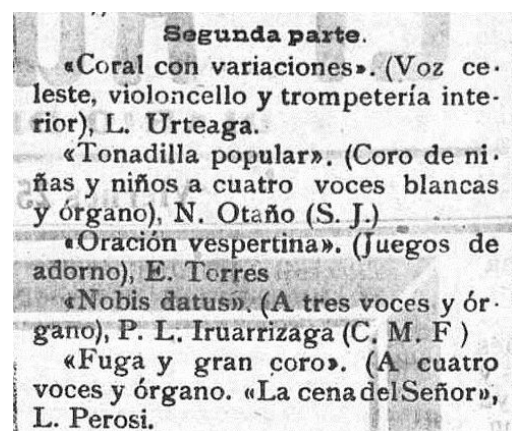 Segunda parte.
«Coral con variaciones». (Voz ce-
leste, violoncello y trompetería inte-
rior), L. Urteaga.
«Tonadilla popular». (Coro de ni-
ñas y niños a cuatro voces blancas
y órgano), N. Otaño (S. J.)
«Oración vespertina». (Juegos de
adorno), E. Torres
«Nobis datus». (A tres voces y ór-
gano), P. L. Iruarrizaga (C. M. F )
«Fuga y gran coro». (A cuatro
voces y órgano. «La cena del Señor»,
L. Perosi.